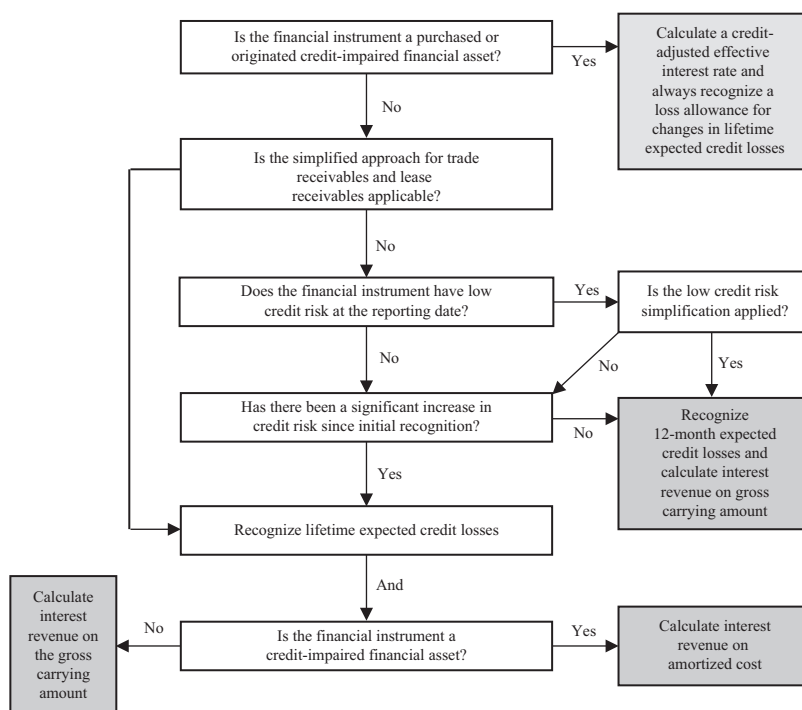 Is the financial instrument a purchased or
originated credit-impaired financial asset?
Yes
Calculate a credit-
adjusted effective
interest rate and
always recognize a
loss allowance for
changes in lifetime
expected credit losses
No
Is the simplified approach for trade
receivables and lease
receivables applicable?
No
Does the financial instrument have low
credit risk at the reporting date?
Yes
Is the low credit risk
simplification applied?
No
No
Yes
Has there been a significant increase in
credit risk since initial recognition?
No
Recognize
12-month expected
credit losses and
calculate interest
revenue on gross
carrying amount
Yes
Recognize lifetime expected credit losses
And
Calculate
interest
revenue on
the gross
carrying
amount
No
Is the financial instrument a
credit-impaired financial asset?
Yes
Calculate interest
revenue on
amortized cost